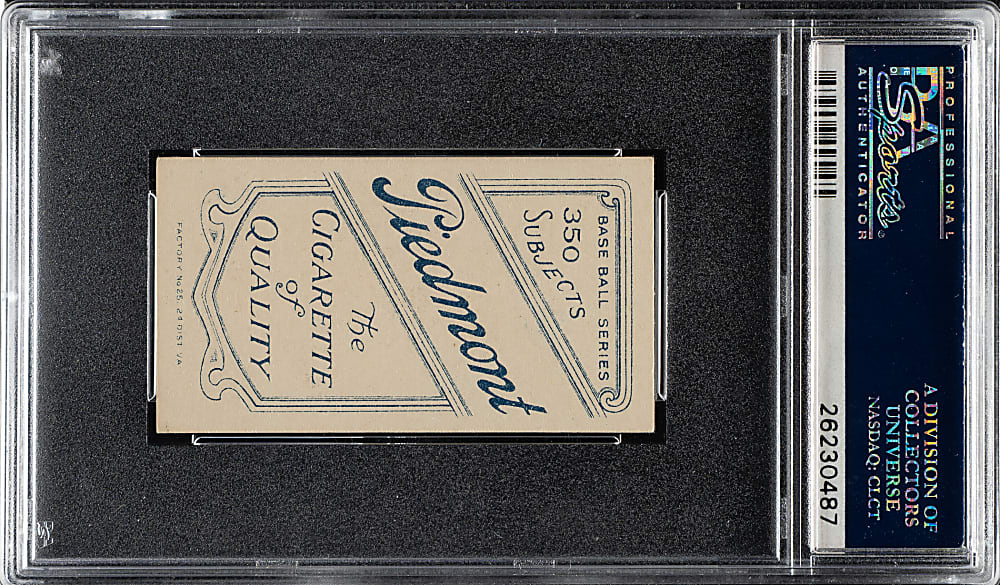 BASE BALL SERIES
350
SUBJECTS
Piedmont
The
CIGARETTE
of
QUALITY
FACTORY No 25, 2nd DIST. VA.
PROFESSIONAL
PSA
Sports
DE
AUTHENTICATOR
A DIVISION OF
COLLECTORS
UNIVERSE
NASDAQ: CLCT
26230487